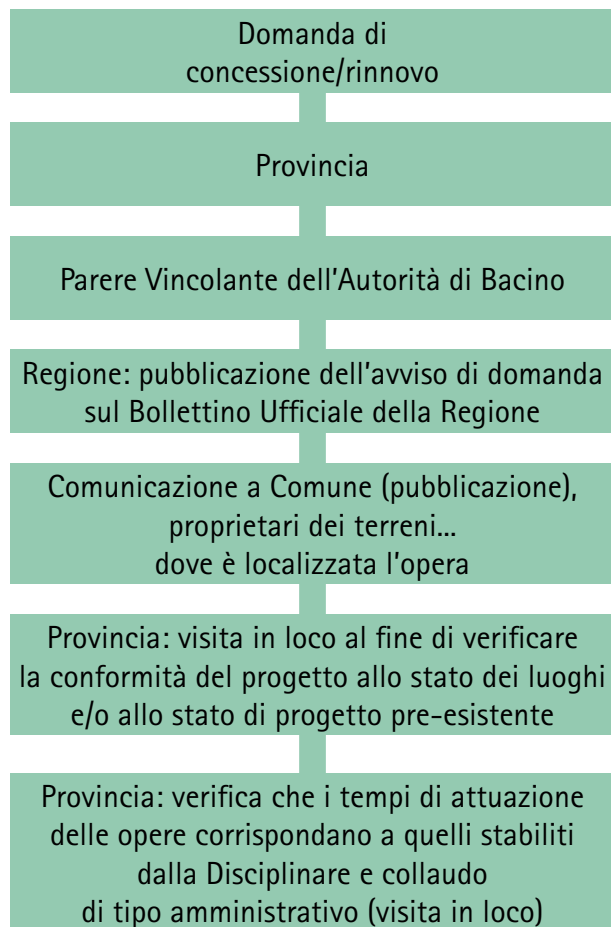 Domanda di
concessione/rinnovo
Provincia
Parere Vincolante dell'Autorità di Bacino
Regione: pubblicazione dell'avviso di domanda
sul Bollettino Ufficiale della Regione
Comunicazione a Comune (pubblicazione),
proprietari dei terreni...
dove è localizzata l'opera
Provincia: visita in loco al fine di verificare
la conformità del progetto allo stato dei luoghi
e/o allo stato di progetto pre-esistente
Provincia: verifica che i tempi di attuazione
delle opere corrispondano a quelli stabiliti
dalla Disciplinare e collaudo
di tipo amministrativo (visita in loco)